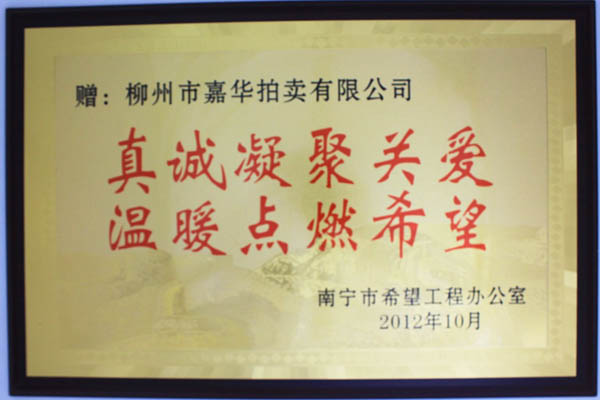 赠：柳州市嘉华拍卖有限公司
真诚凝聚关爱
温暖点燃希望
南宁市希望工程办公室
2012年10月